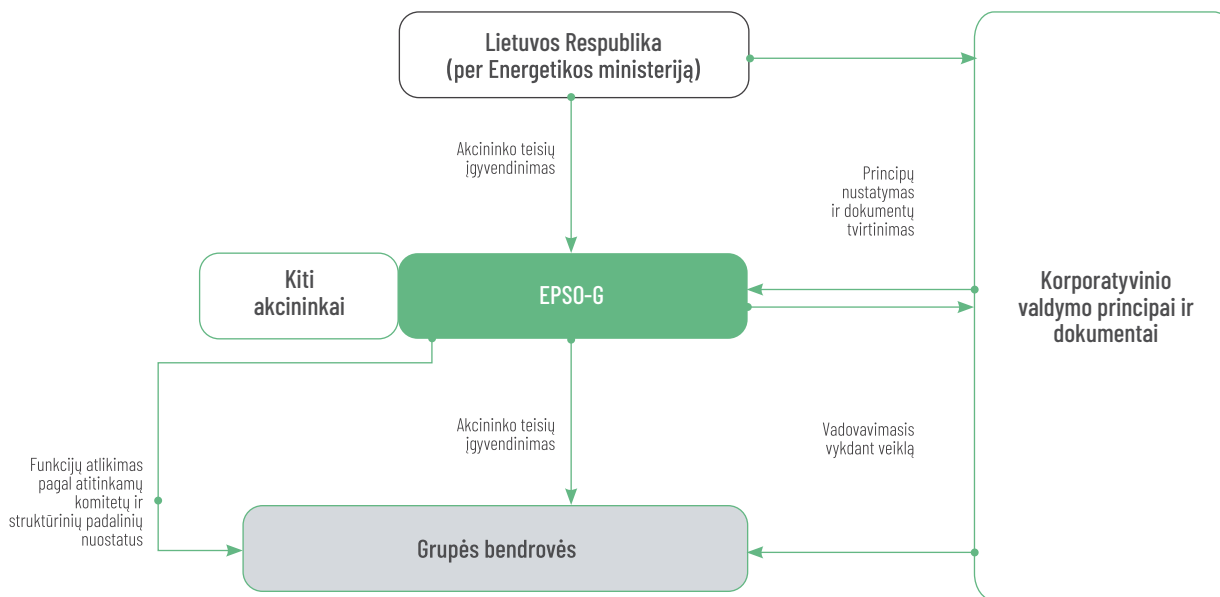 Lietuvos Respublika
(per Energetikos ministeriją)
Akcininko teisių
įgyvendinimas
Principų
nustatymas
ir dokumentų
tvirtinimas
Kiti
akcininkai
EPSO-G
Korporatyvinio
valdymo principai ir
dokumentai
Akcininko teisių
įgyvendinimas
Vadovavimasis
vykdant veiklą
Funkcijų atlikimas
pagal atitinkamų
komitetų ir
struktūrinių padalinių
nuostatus
Grupės bendrovės